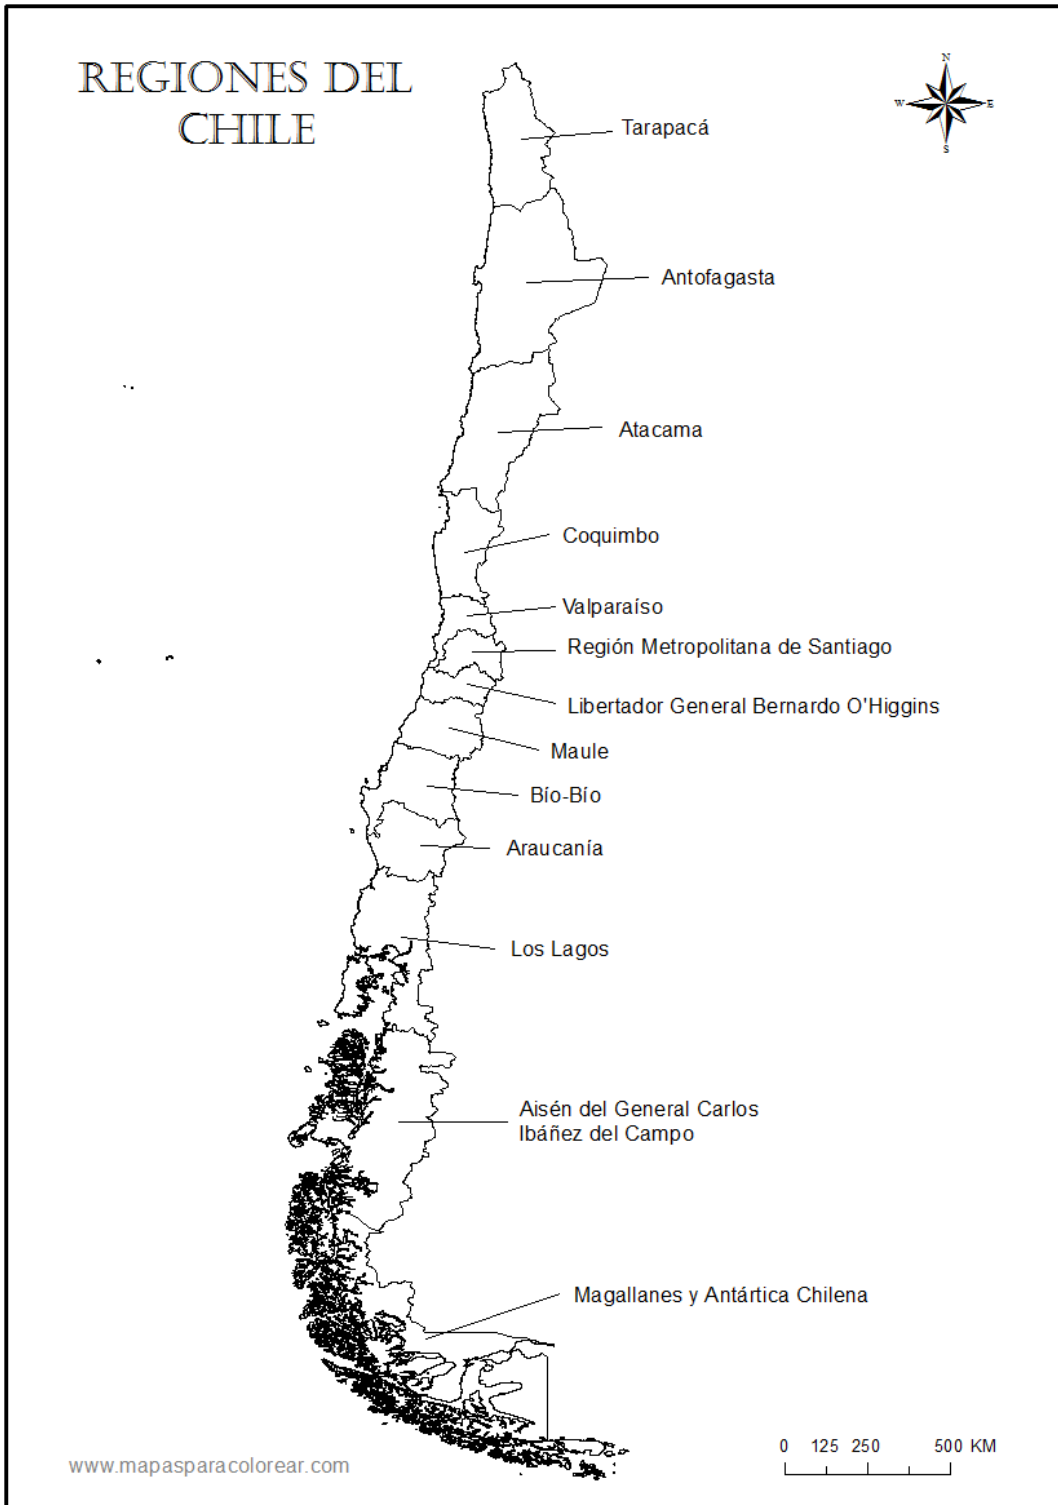 REGIONES DEL
CHILE
N
W
E
S
Tarapacá
Antofagasta
Atacama
Coquimbo
Valparaíso
Región Metropolitana de Santiago
Libertador General Bernardo O'Higgins
Maule
Bío-Bío
Araucanía
Los Lagos
Aisén del General Carlos
Ibáñez del Campo
Magallanes y Antártica Chilena
0 125 250 500 KM
www.mapasparacolorear.com